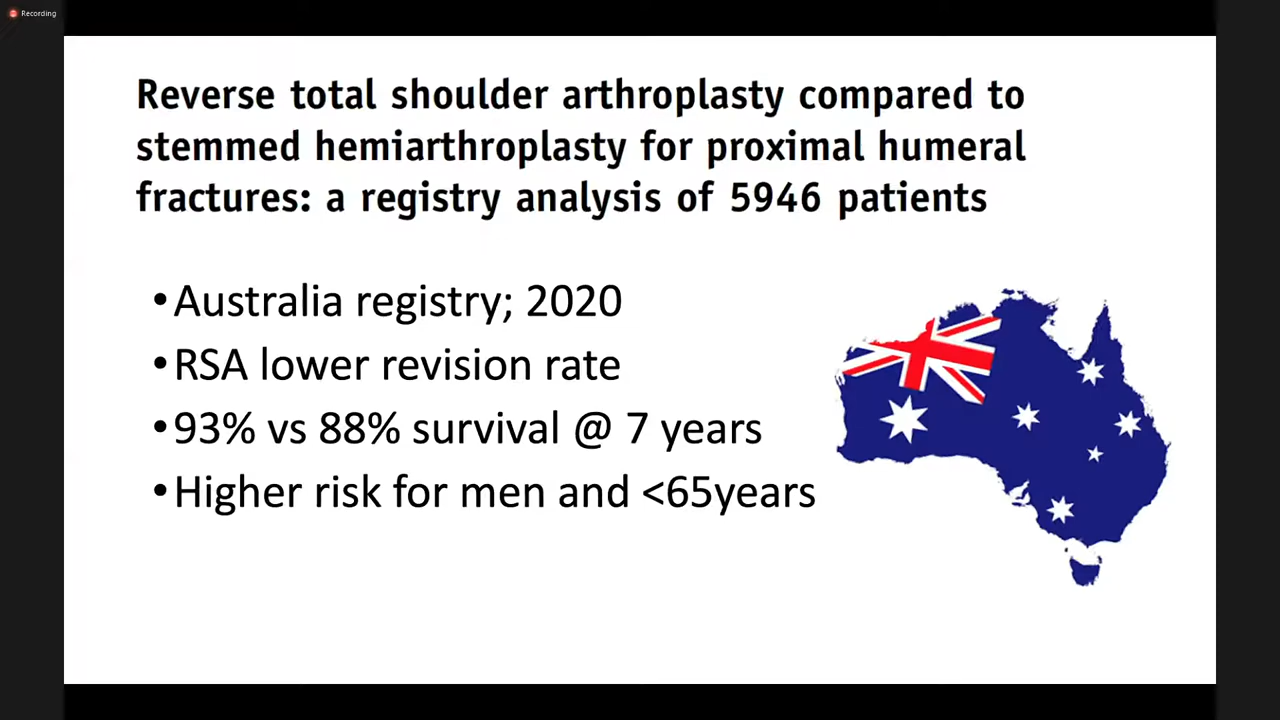 Recording
Reverse total shoulder arthroplasty compared to
stemmed hemiarthroplasty for proximal humeral
fractures: a registry analysis of 5946 patients
•Australia registry; 2020
•RSA lower revision rate
•93% vs 88% survival @ 7 years
•Higher risk for men and <65years